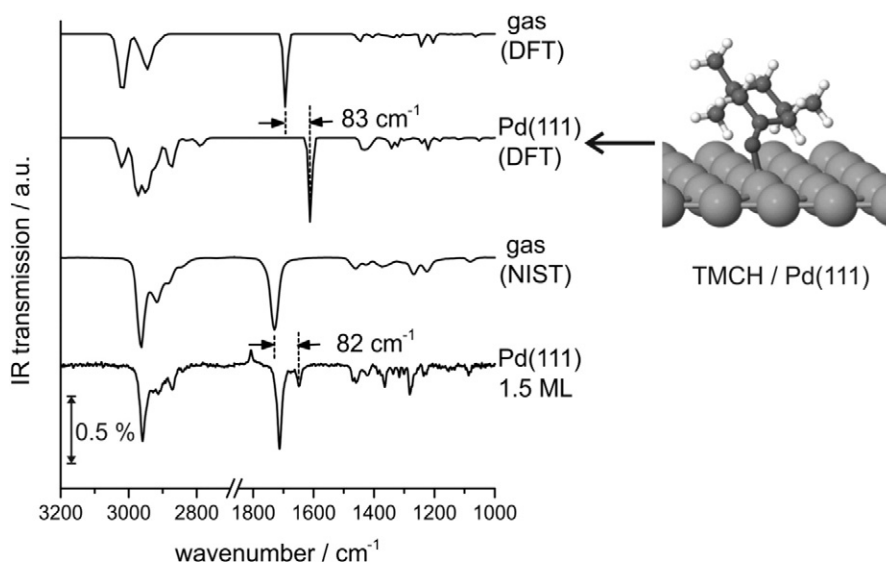 gas
(DFT)
83 cm-1
Pd(111)
(DFT)
gas
(NIST)
82 cm-1
Pd(111)
1.5 ML
0.5 %
IR transmission / a.u.
3200 3000 2800 1800 1600 1400 1200 1000
wavenumber / cm-1
TMCH / Pd(111)